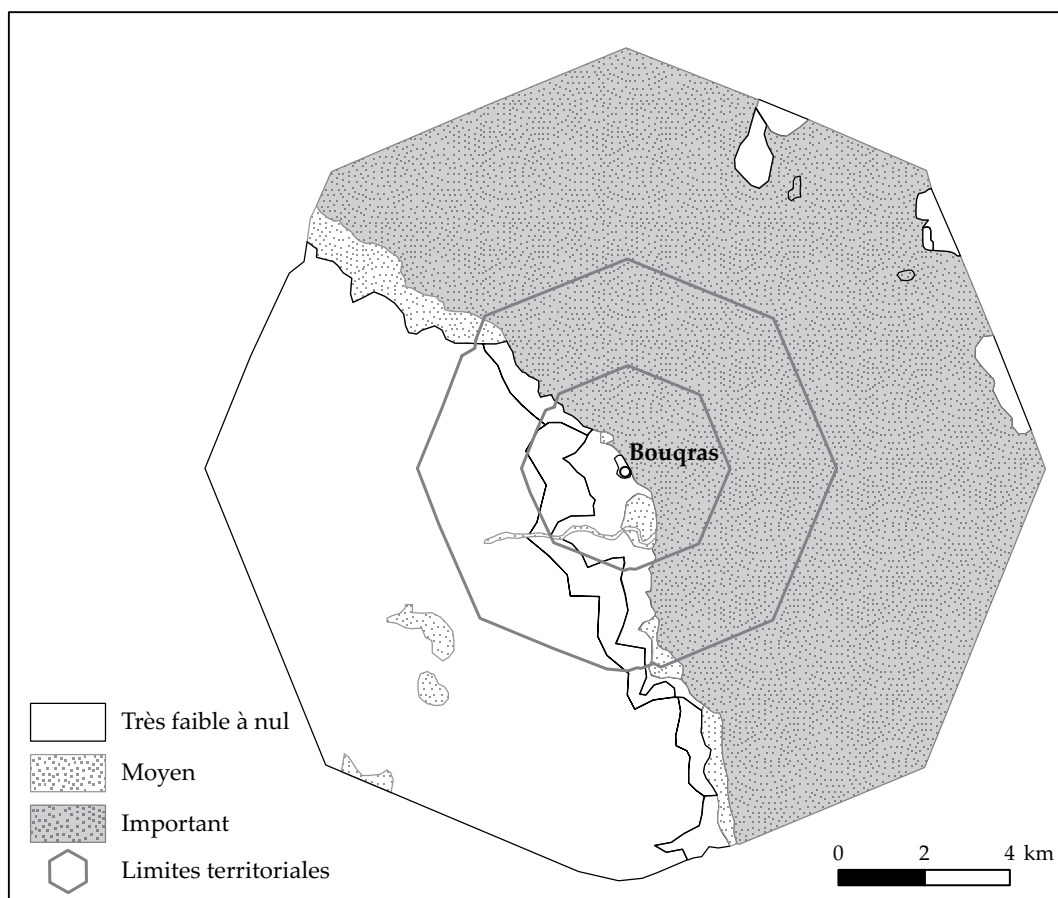 Bouqras
Très faible à nul
Moyen
Important
Limites territoriales
0 2 4 km